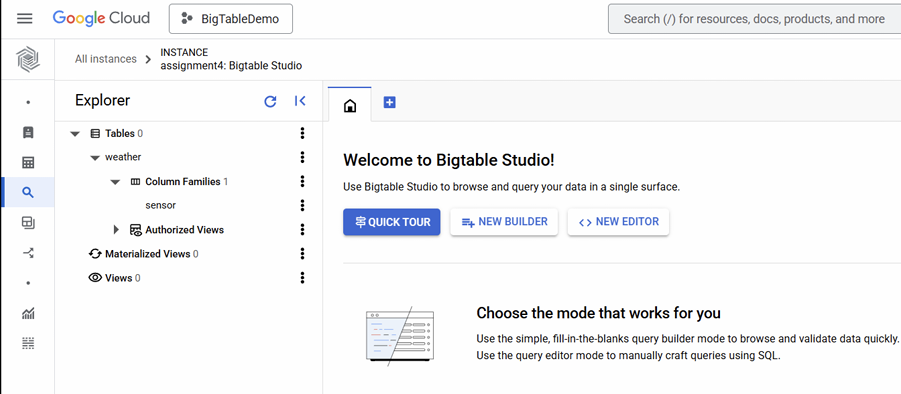 Google Cloud
BigTableDemo
Search (/) for resources, docs, products, and more
All instances
INSTANCE
assignment4: Bigtable Studio
Explorer
Tables 0
weather
Column Families 1
sensor
Authorized Views
Materialized Views 0
Views 0
Welcome to Bigtable Studio!
Use Bigtable Studio to browse and query your data in a single surface.
QUICK TOUR
NEW BUILDER
NEW EDITOR
Choose the mode that works for you
Use the simple, fill-in-the-blanks query builder mode to browse and validate data quickly.
Use the query editor mode to manually craft queries using SQL.